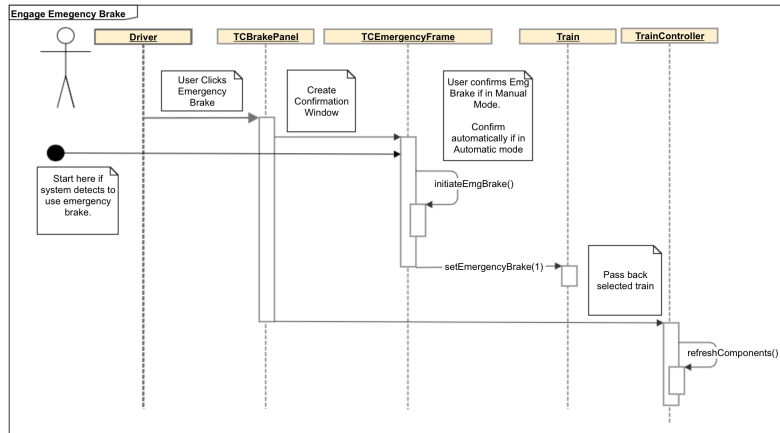 Engage Emegency Brake
Driver
TCBrakePanel
TCEmergencyFrame
Train
TrainController
User Clicks
Emergency
Brake
Create
Confirmation
Window
User confirms Emg
Brake if in Manual
Mode.
Confirm
automatically if in
Automatic mode
Start here if
system detects to
use emergency
brake.
initiateEmgBrake()
setEmergencyBrake(1)
Pass back
selected train
refreshComponents()